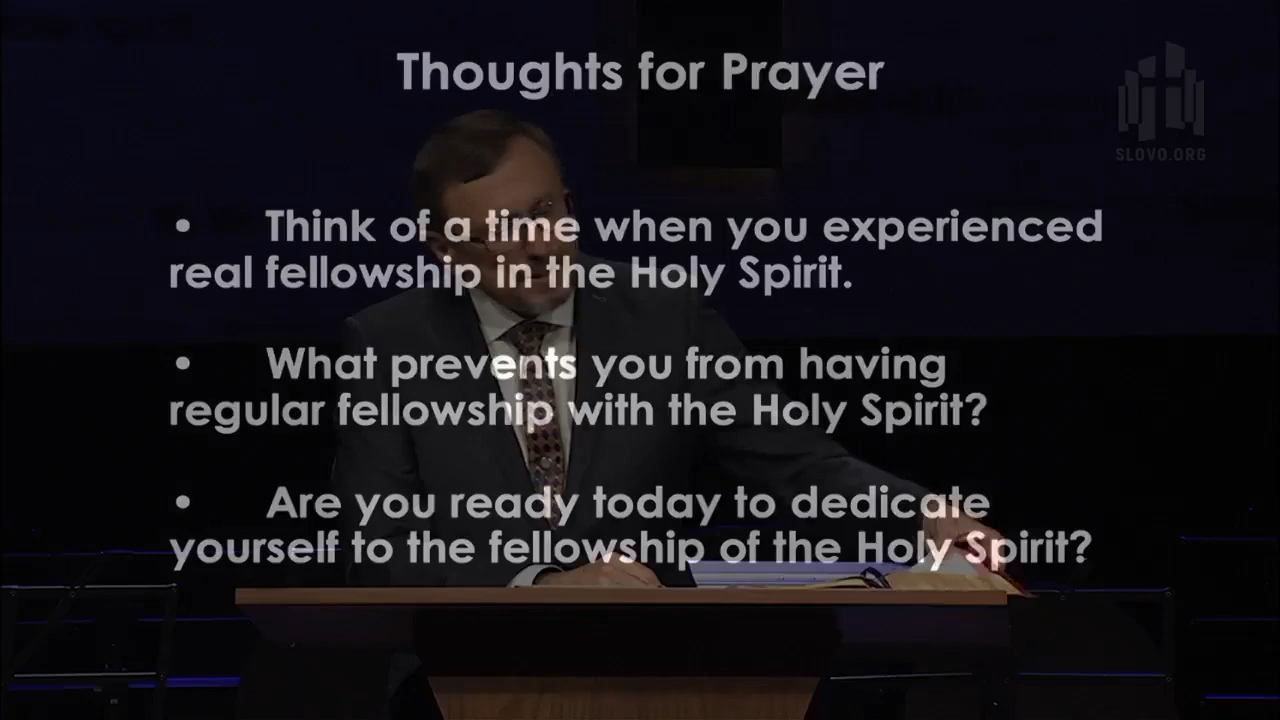 Thoughts for Prayer
SLOVO.ORG
• Think of a time when you experienced
real fellowship in the Holy Spirit.
• What prevents you from having
regular fellowship with the Holy Spirit?
• Are you ready today to dedicate
yourself to the fellowship of the Holy Spirit?